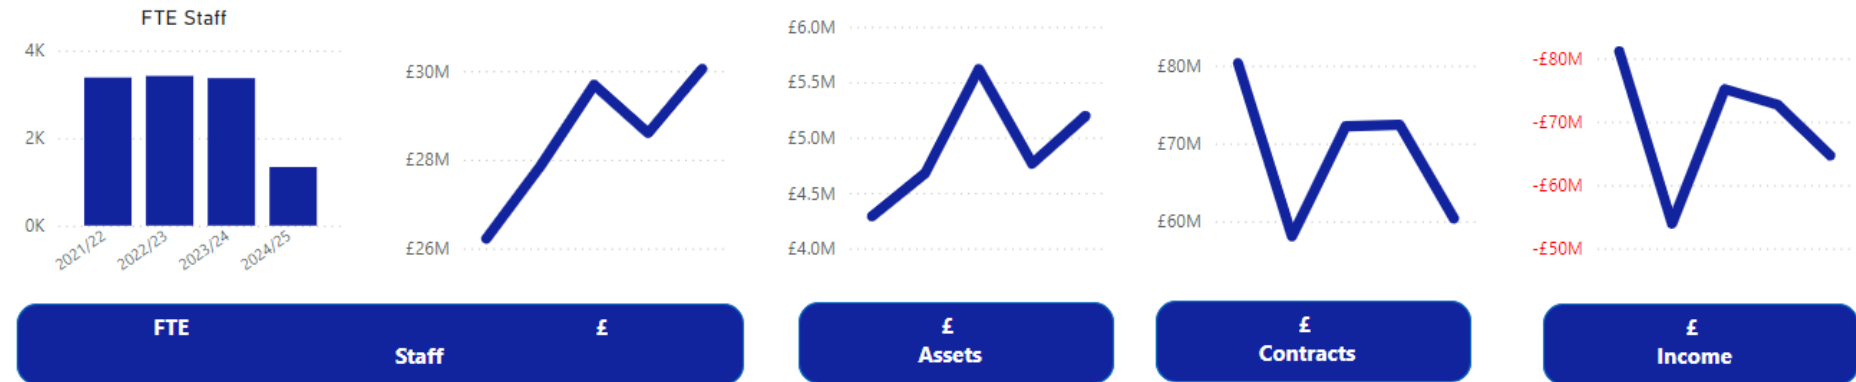 FTE Staff
4K
2K
0K
2021/22
2022/23
2023/24
2024/25
£30M
£28M
£26M
£6.0M
£5.5M
£5.0M
£4.5M
£4.0M
£80M
£70M
£60M
-£80M
-£70M
-£60M
-£50M
FTE £
Staff
£
Assets
£
Contracts
£
Income